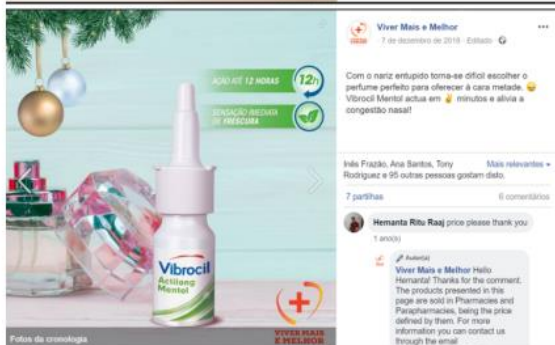 AÇÃO ATÉ 12 HORAS
12h
SENSAÇÃO IMEDIATA
DE FRESCURA
Vibrocil
Actilong
Mentol
VIVER MAIS
E MELHOR
Fotos da cronologia
Viver Mais e Melhor
7 de dezembro de 2018 · Editado ·
Com o nariz entupido torna-se difícil escolher o
perfume perfeito para oferecer à cara metade.
Vibrocil Mentol actua em minutos e alivia a
congestão nasal!
Inês Frazão, Ana Santos, Tony
Rodriguez e 95 outras pessoas gostam disto.
Mais relevantes
7 partilhas
6 comentários
Hemanta Ritu Raaj price please thank you
1 ano(s)
Autor(a)
Viver Mais e Melhor Hello
Hemanta! Thanks for the comment.
The products presented in this
page are sold in Pharmacies and
Parapharmacies, being the price
defined by them. For more
information you can contact us
through the email